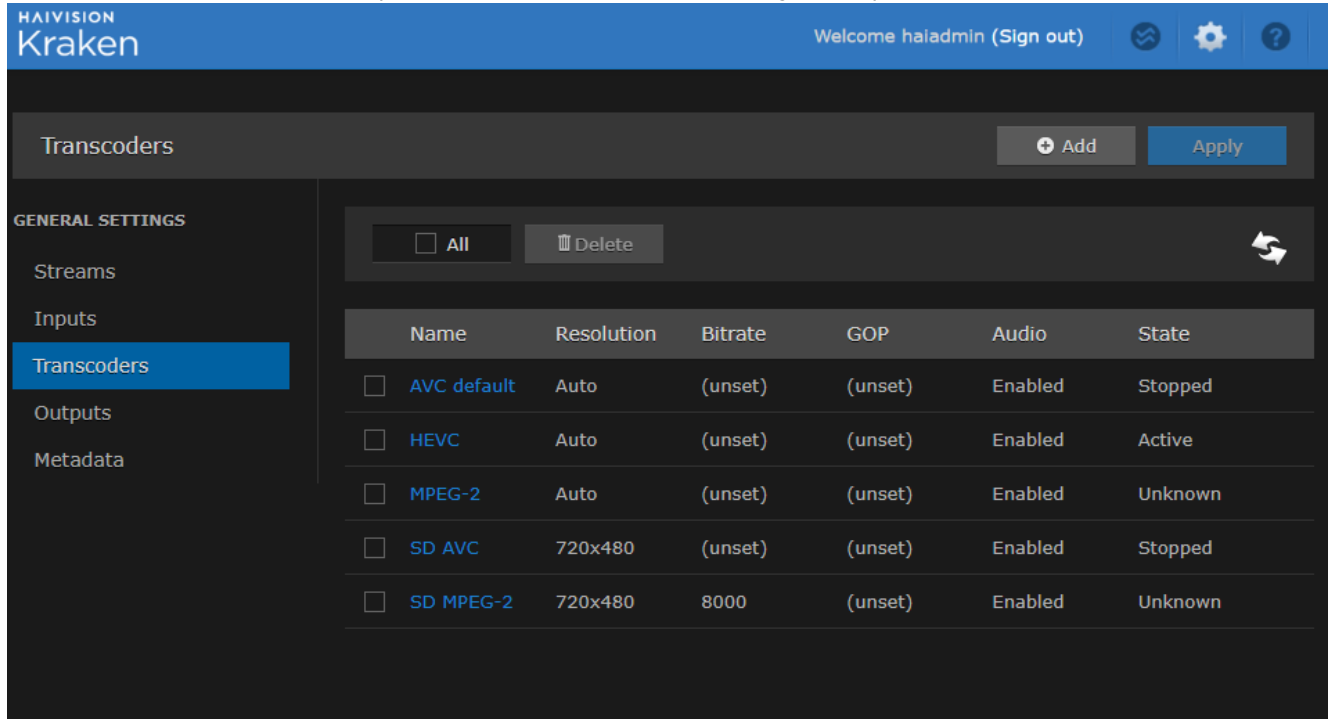 HAIVISION
Kraken
Welcome haiadmin (Sign out)
Transcoders
Add
Apply
GENERAL SETTINGS
Streams
Inputs
Transcoders
Outputs
Metadata
All
Delete
Name Resolution Bitrate GOP Audio State
AVC default Auto (unset) (unset) Enabled Stopped
HEVC Auto (unset) (unset) Enabled Active
MPEG-2 Auto (unset) (unset) Enabled Unknown
SD AVC 720x480 (unset) (unset) Enabled Stopped
SD MPEG-2 720x480 8000 (unset) Enabled Unknown